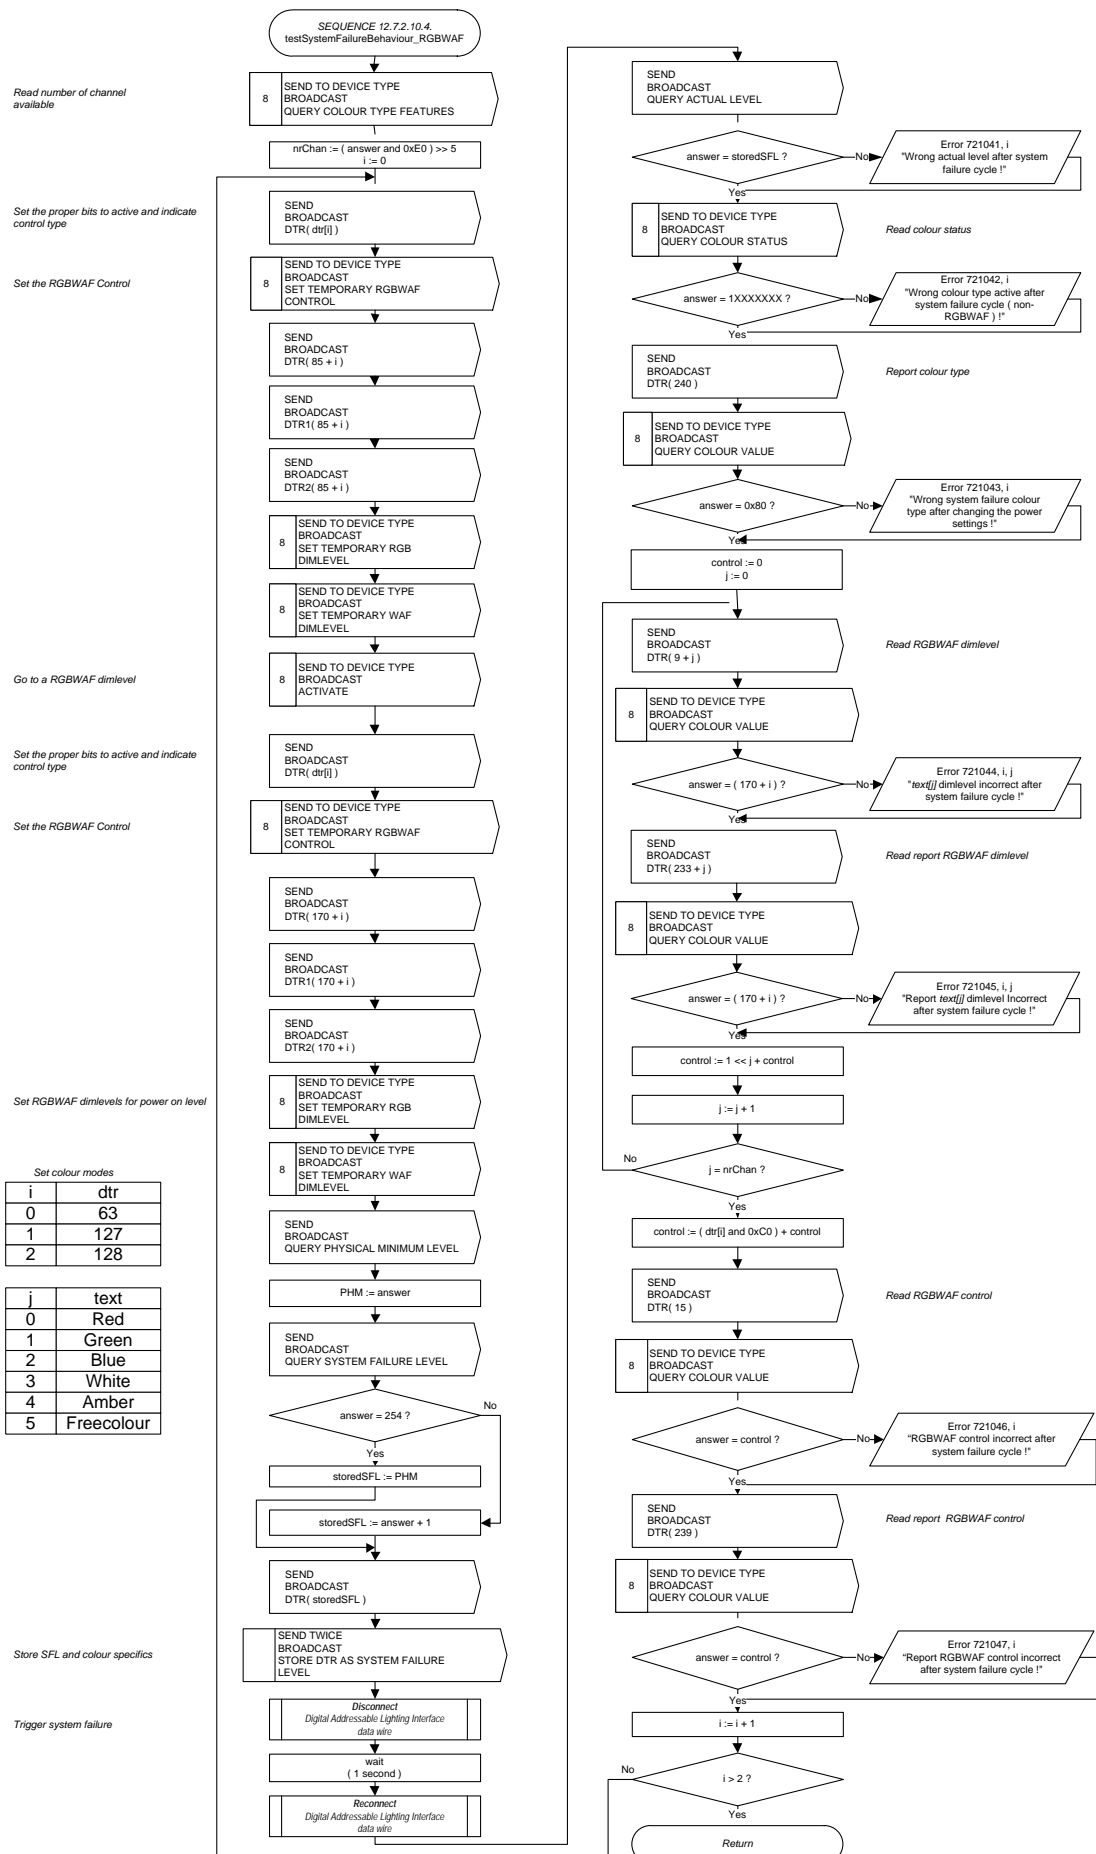 SEQUENCE 12.7.2.10.4.
testSystemFailureBehaviour_RGBWAF
Read number of channel
available
8
SEND TO DEVICE TYPE
BROADCAST
QUERY COLOUR TYPE FEATURES
nrChan := ( answer and 0xE0 ) >> 5
i := 0
Set the proper bits to active and indicate
control type
SEND
BROADCAST
DTR( dtr[i] )
Set the RGBWAF Control
8
SEND TO DEVICE TYPE
BROADCAST
SET TEMPORARY RGBWAF
CONTROL
SEND
BROADCAST
DTR( 85 + i )
SEND
BROADCAST
DTR1( 85 + i )
SEND
BROADCAST
DTR2( 85 + i )
8
SEND TO DEVICE TYPE
BROADCAST
SET TEMPORARY RGB
DIMLEVEL
8
SEND TO DEVICE TYPE
BROADCAST
SET TEMPORARY WAF
DIMLEVEL
Go to a RGBWAF dimlevel
8
SEND TO DEVICE TYPE
BROADCAST
ACTIVATE
Set the proper bits to active and indicate
control type
SEND
BROADCAST
DTR( dtr[i] )
Set the RGBWAF Control
8
SEND TO DEVICE TYPE
BROADCAST
SET TEMPORARY RGBWAF
CONTROL
SEND
BROADCAST
DTR( 170 + i )
SEND
BROADCAST
DTR1( 170 + i )
SEND
BROADCAST
DTR2( 170 + i )
Set RGBWAF dimlevels for power on level
8
SEND TO DEVICE TYPE
BROADCAST
SET TEMPORARY RGB
DIMLEVEL
8
SEND TO DEVICE TYPE
BROADCAST
SET TEMPORARY WAF
DIMLEVEL
Set colour modes
i dtr
0 63
1 127
2 128
j text
0 Red
1 Green
2 Blue
3 White
4 Amber
5 Freecolour
SEND
BROADCAST
QUERY PHYSICAL MINIMUM LEVEL
PHM := answer
SEND
BROADCAST
QUERY SYSTEM FAILURE LEVEL
answer = 254 ?
No
Yes
storedSFL := PHM
storedSFL := answer + 1
SEND
BROADCAST
DTR( storedSFL )
Store SFL and colour specifics
SEND TWICE
BROADCAST
STORE DTR AS SYSTEM FAILURE
LEVEL
Trigger system failure
Disconnect
Digital Addressable Lighting Interface
data wire
wait
( 1 second )
Reconnect
Digital Addressable Lighting Interface
data wire
SEND
BROADCAST
QUERY ACTUAL LEVEL
answer = storedSFL ?
No
Error 721041, i
"Wrong actual level after system
failure cycle !"
Yes
8
SEND TO DEVICE TYPE
BROADCAST
QUERY COLOUR STATUS
Read colour status
answer = 1XXXXXXX ?
No
Error 721042, i
"Wrong colour type active after
system failure cycle ( non-
RGBWAF ) !"
Yes
SEND
BROADCAST
DTR( 240 )
Report colour type
8
SEND TO DEVICE TYPE
BROADCAST
QUERY COLOUR VALUE
answer = 0x80 ?
No
Error 721043, i
"Wrong system failure colour
type after changing the power
settings !"
Yes
control := 0
j := 0
SEND
BROADCAST
DTR( 9 + j )
Read RGBWAF dimlevel
8
SEND TO DEVICE TYPE
BROADCAST
QUERY COLOUR VALUE
answer = ( 170 + i ) ?
No
Error 721044, i, j
"text[j] dimlevel incorrect after
system failure cycle !"
Yes
SEND
BROADCAST
DTR( 233 + j )
Read report RGBWAF dimlevel
8
SEND TO DEVICE TYPE
BROADCAST
QUERY COLOUR VALUE
answer = ( 170 + i ) ?
No
Error 721045, i, j
"Report text[j] dimlevel Incorrect
after system failure cycle !"
Yes
control := 1 << j + control
j := j + 1
No
j = nrChan ?
Yes
control := ( dtr[i] and 0xC0 ) + control
SEND
BROADCAST
DTR( 15 )
Read RGBWAF control
8
SEND TO DEVICE TYPE
BROADCAST
QUERY COLOUR VALUE
answer = control ?
No
Error 721046, i
“RGBWAF control incorrect after
system failure cycle !"
Yes
SEND
BROADCAST
DTR( 239 )
Read report  RGBWAF control
8
SEND TO DEVICE TYPE
BROADCAST
QUERY COLOUR VALUE
answer = control ?
No
Error 721047, i
“Report RGBWAF control incorrect
after system failure cycle !"
Yes
i := i + 1
No
i > 2 ?
Yes
Return